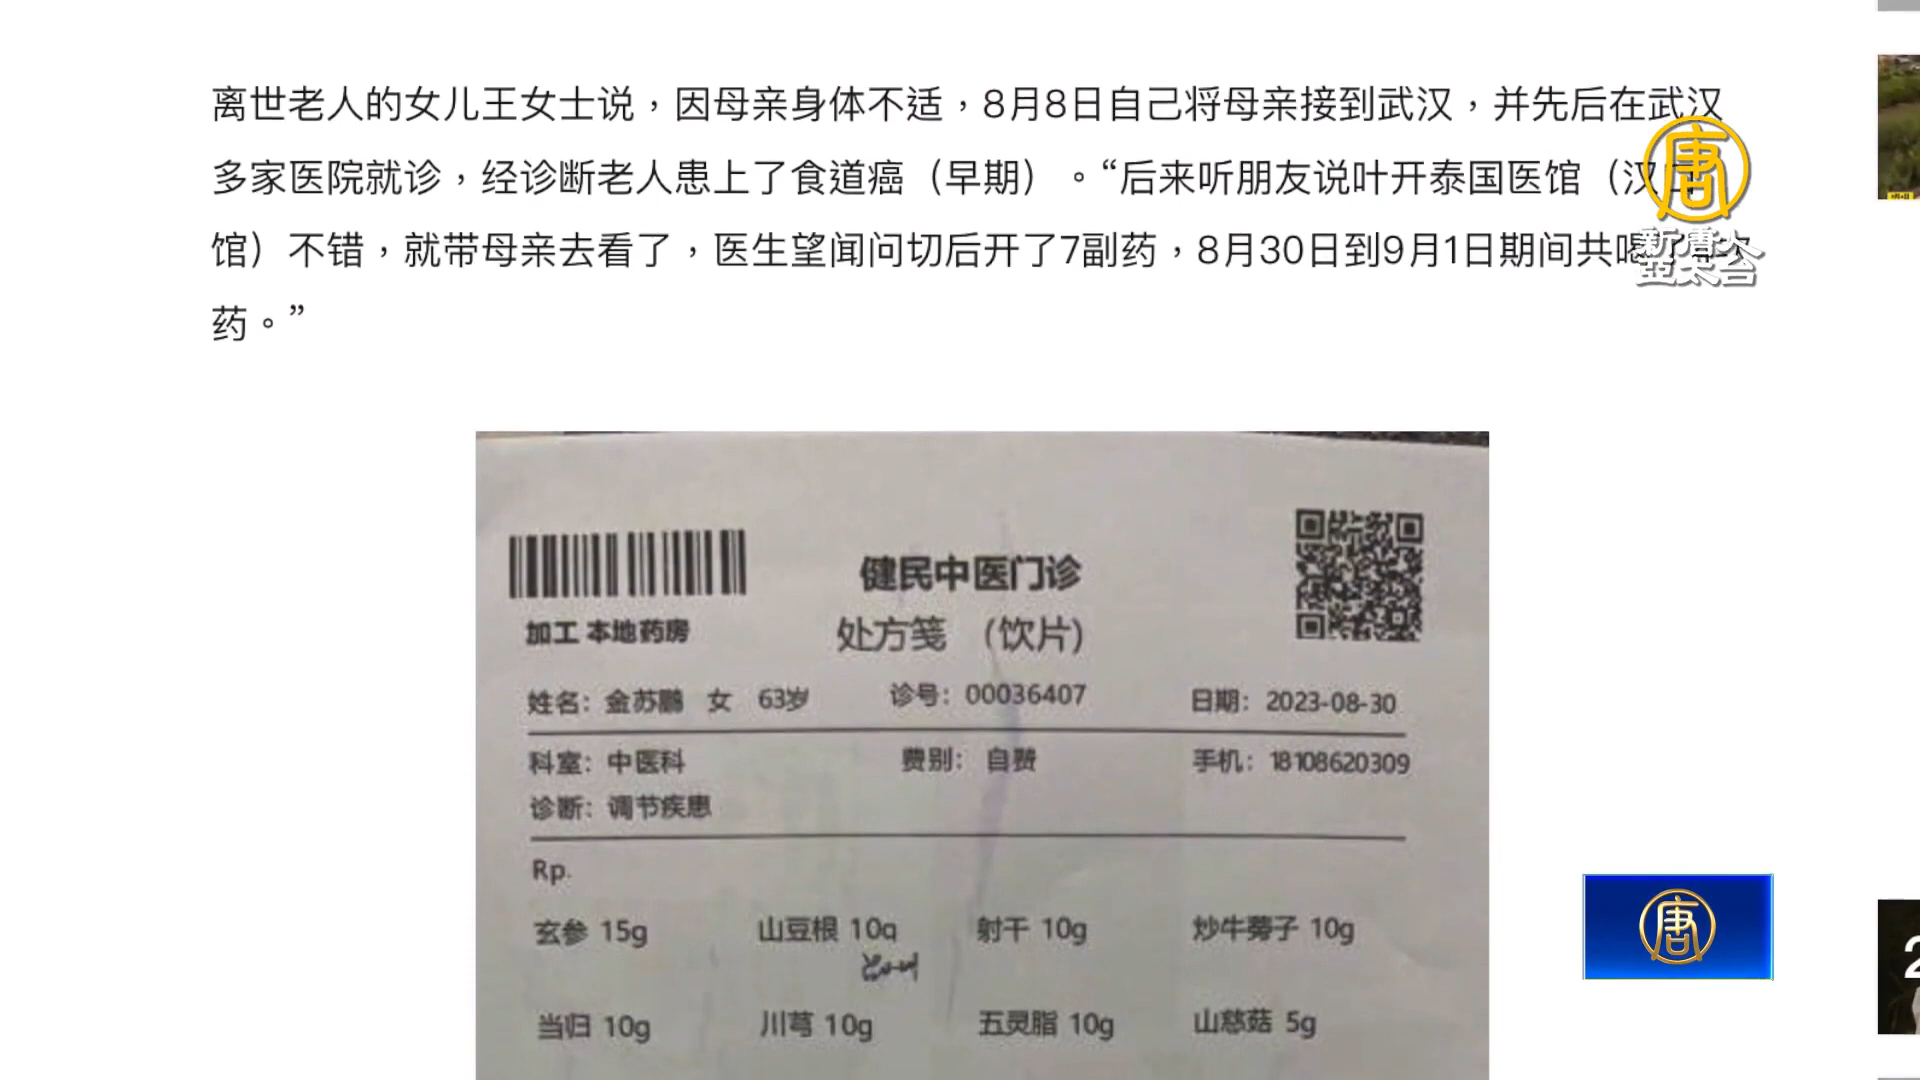 离世老人的女儿王女士说，因母亲身体不适，8月8日自己将母亲接到武汉，并先后在武汉
多家医院就诊，经诊断老人患上了食道癌（早期）。“后来听朋友说叶开泰国医馆（汉
馆）不错，就带母亲去看了，医生望闻问切后开了7副药，8月30日到9月1日期间共喝
药。”
唐
新唐人
亞太台
健民中医门诊
加工 本地药房
处方笺 （饮片）
姓名：金苏鹏 女 63岁 诊号：00036407 日期：2023-08-30
科室：中医科 费别：自费 手机：18108620309
诊断：调节疾患
Rp.
玄参 15g 山豆根 10g 射干 10g 炒牛蒡子 10g
当归 10g 川芎 10g 五灵脂 10g 山慈菇 5g
唐